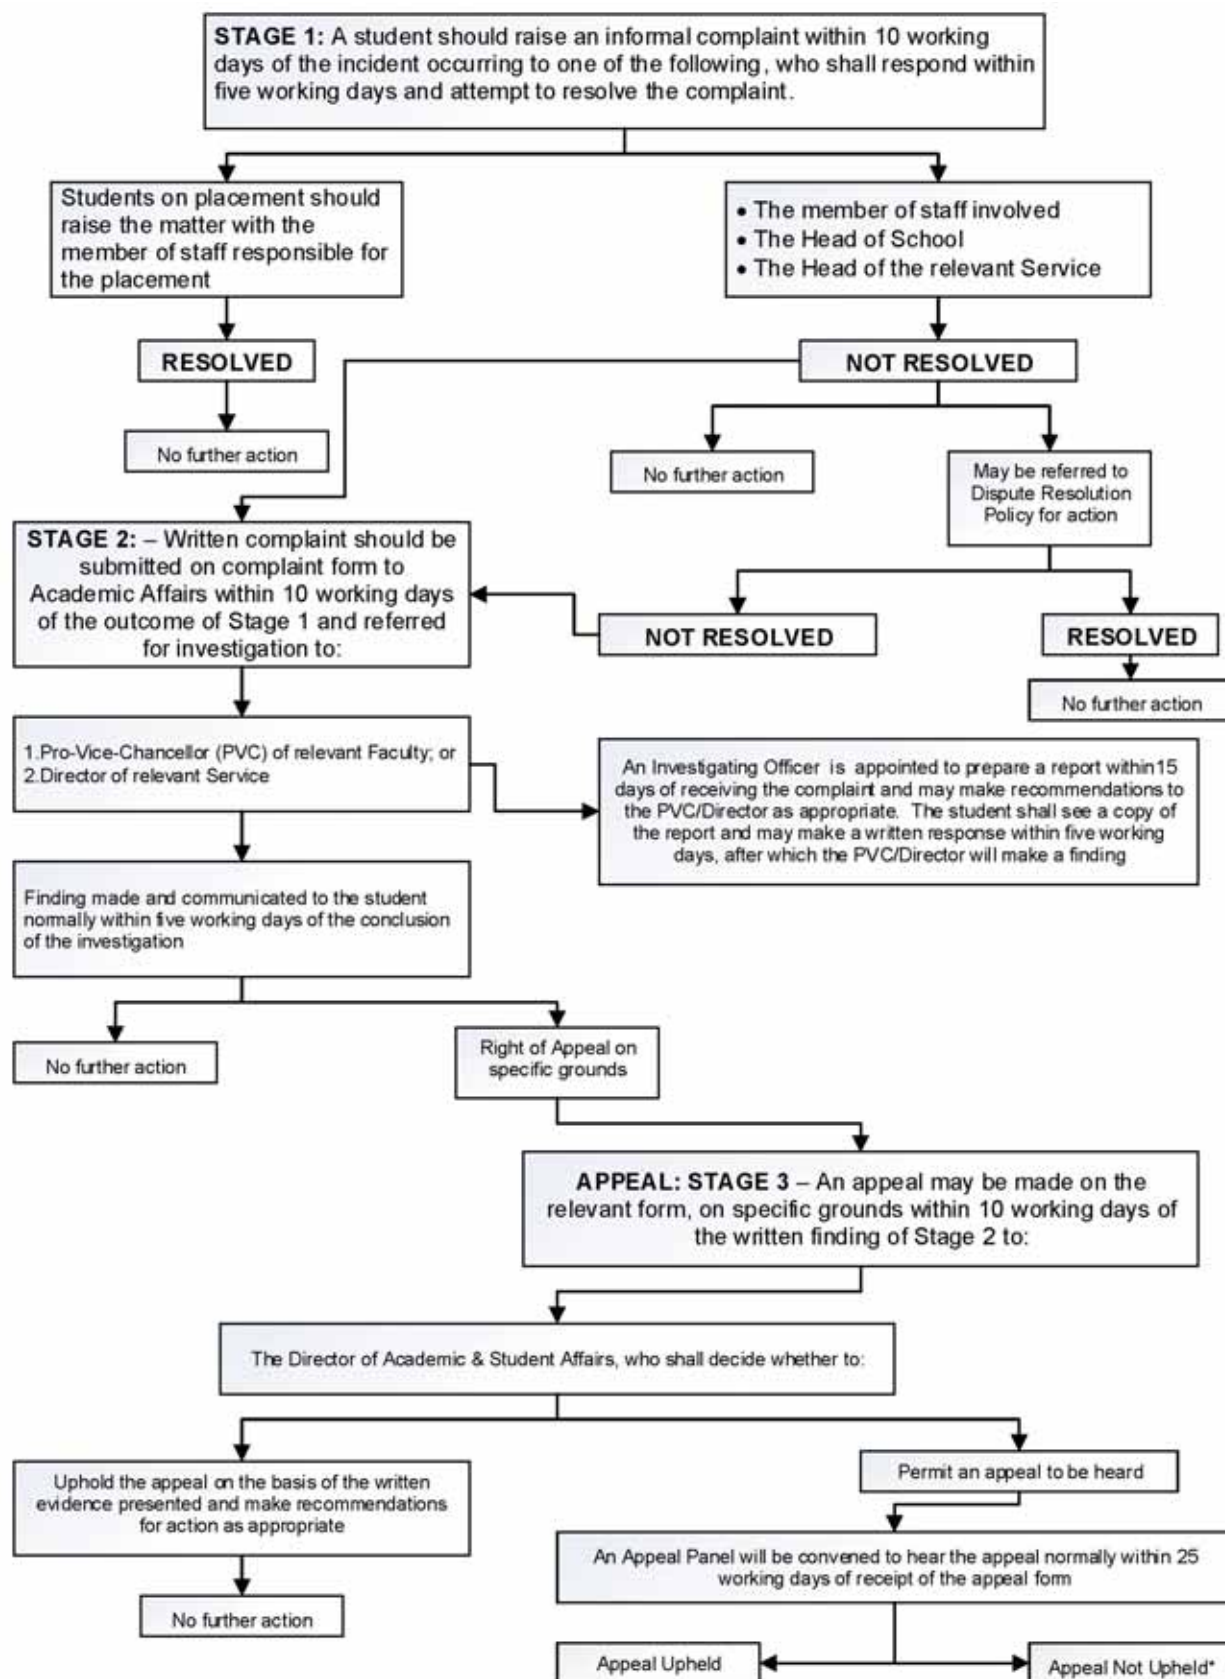 STAGE 1: A student should raise an informal complaint within 10 working
days of the incident occurring to one of the following, who shall respond within
five working days and attempt to resolve the complaint.
Students on placement should
raise the matter with the
member of staff responsible for
the placement
• The member of staff involved
• The Head of School
• The Head of the relevant Service
RESOLVED
NOT RESOLVED
No further action
No further action
May be referred to
Dispute Resolution
Policy for action
STAGE 2: – Written complaint should be
submitted on complaint form to
Academic Affairs within 10 working days
of the outcome of Stage 1 and referred
for investigation to:
NOT RESOLVED
RESOLVED
No further action
1.Pro-Vice-Chancellor (PVC) of relevant Faculty; or
2.Director of relevant Service
An Investigating Officer is appointed to prepare a report within15
days of receiving the complaint and may make recommendations to
the PVC/Director as appropriate. The student shall see a copy of
the report and may make a written response within five working
days, after which the PVC/Director will make a finding
Finding made and communicated to the student
normally within five working days of the conclusion
of the investigation
No further action
Right of Appeal on
specific grounds
APPEAL: STAGE 3 – An appeal may be made on the
relevant form, on specific grounds within 10 working days of
the written finding of Stage 2 to:
The Director of Academic & Student Affairs, who shall decide whether to:
Uphold the appeal on the basis of the written
evidence presented and make recommendations
for action as appropriate
Permit an appeal to be heard
An Appeal Panel will be convened to hear the appeal normally within 25
working days of receipt of the appeal form
No further action
Appeal Upheld
Appeal Not Upheld*